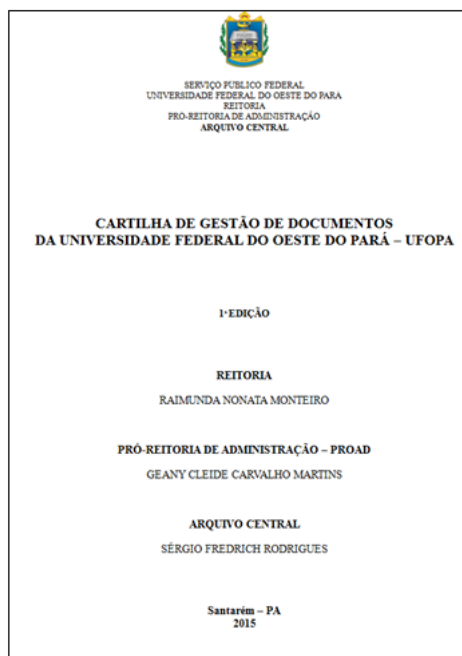 SERVIÇO PUBLICO FEDERAL
UNIVERSIDADE FEDERAL DO OESTE DO PARA
REITORIA
PRÓ-REITORIA DE ADMINISTRAÇÃO
ARQUIVO CENTRAL
CARTILHA DE GESTÃO DE DOCUMENTOS
DA UNIVERSIDADE FEDERAL DO OESTE DO PARÁ – UFOPA
1ª EDIÇÃO
REITORIA
RAIMUNDA NONATA MONTEIRO
PRÓ-REITORIA DE ADMINISTRAÇÃO – PROAD
GEANY CLEIDE CARVALHO MARTINS
ARQUIVO CENTRAL
SÉRGIO FREDRICH RODRIGUES
Santarém – PA
2015